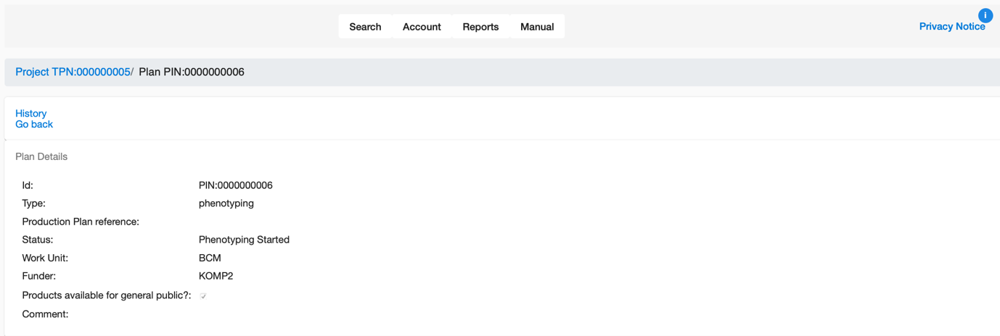 Search Account Reports Manual
i
Privacy Notice
Project TPN:000000005/ Plan PIN:0000000006
History
Go back
Plan Details
Id: PIN:0000000006
Type: phenotyping
Production Plan reference:
Status: Phenotyping Started
Work Unit: BCM
Funder: KOMP2
Products available for general public?:
Comment: